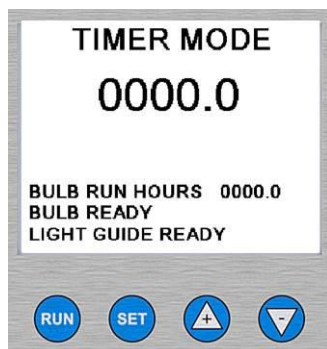 TIMER MODE
0000.0
BULB RUN HOURS 0000.0
BULB READY
LIGHT GUIDE READY
RUN SET + -